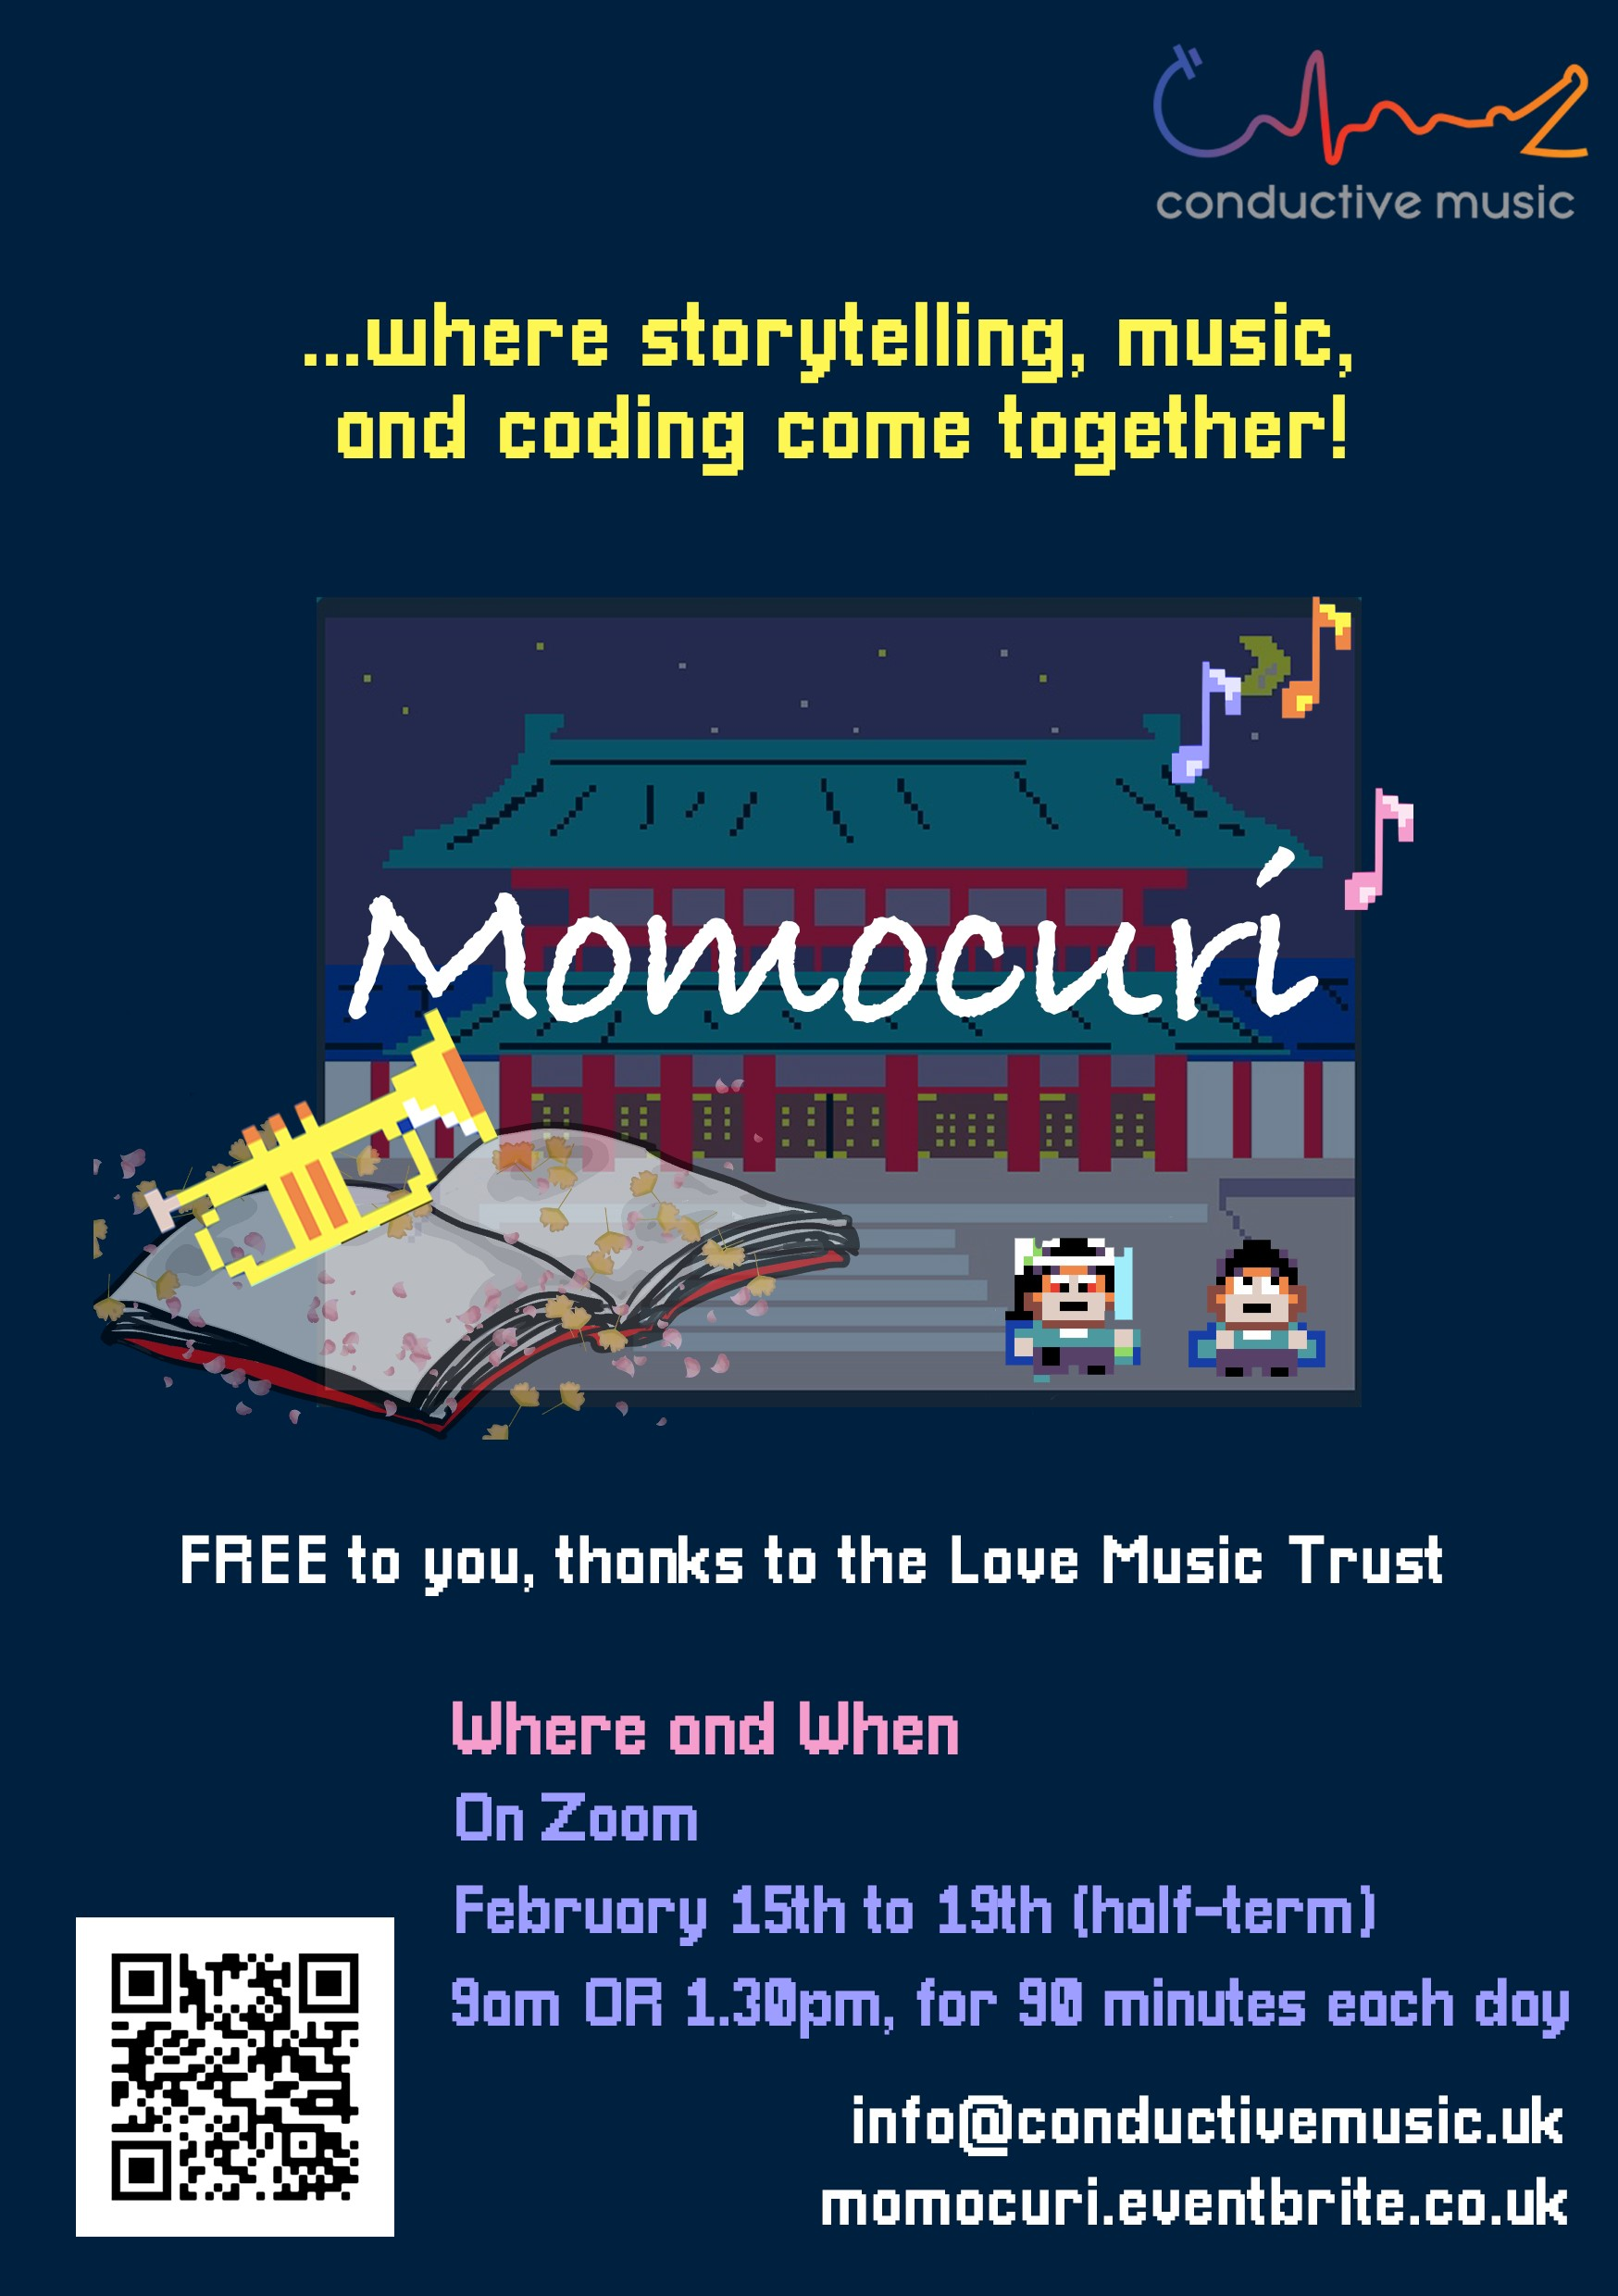 conductive music
...where storytelling, music,
and coding come together!
Momocurí
FREE to you, thanks to the Love Music Trust
Where and When
On Zoom
February 15th to 19th (half-term)
9am OR 1.30pm, for 90 minutes each day
info@conductivemusic.uk
momocuri.eventbrite.co.uk